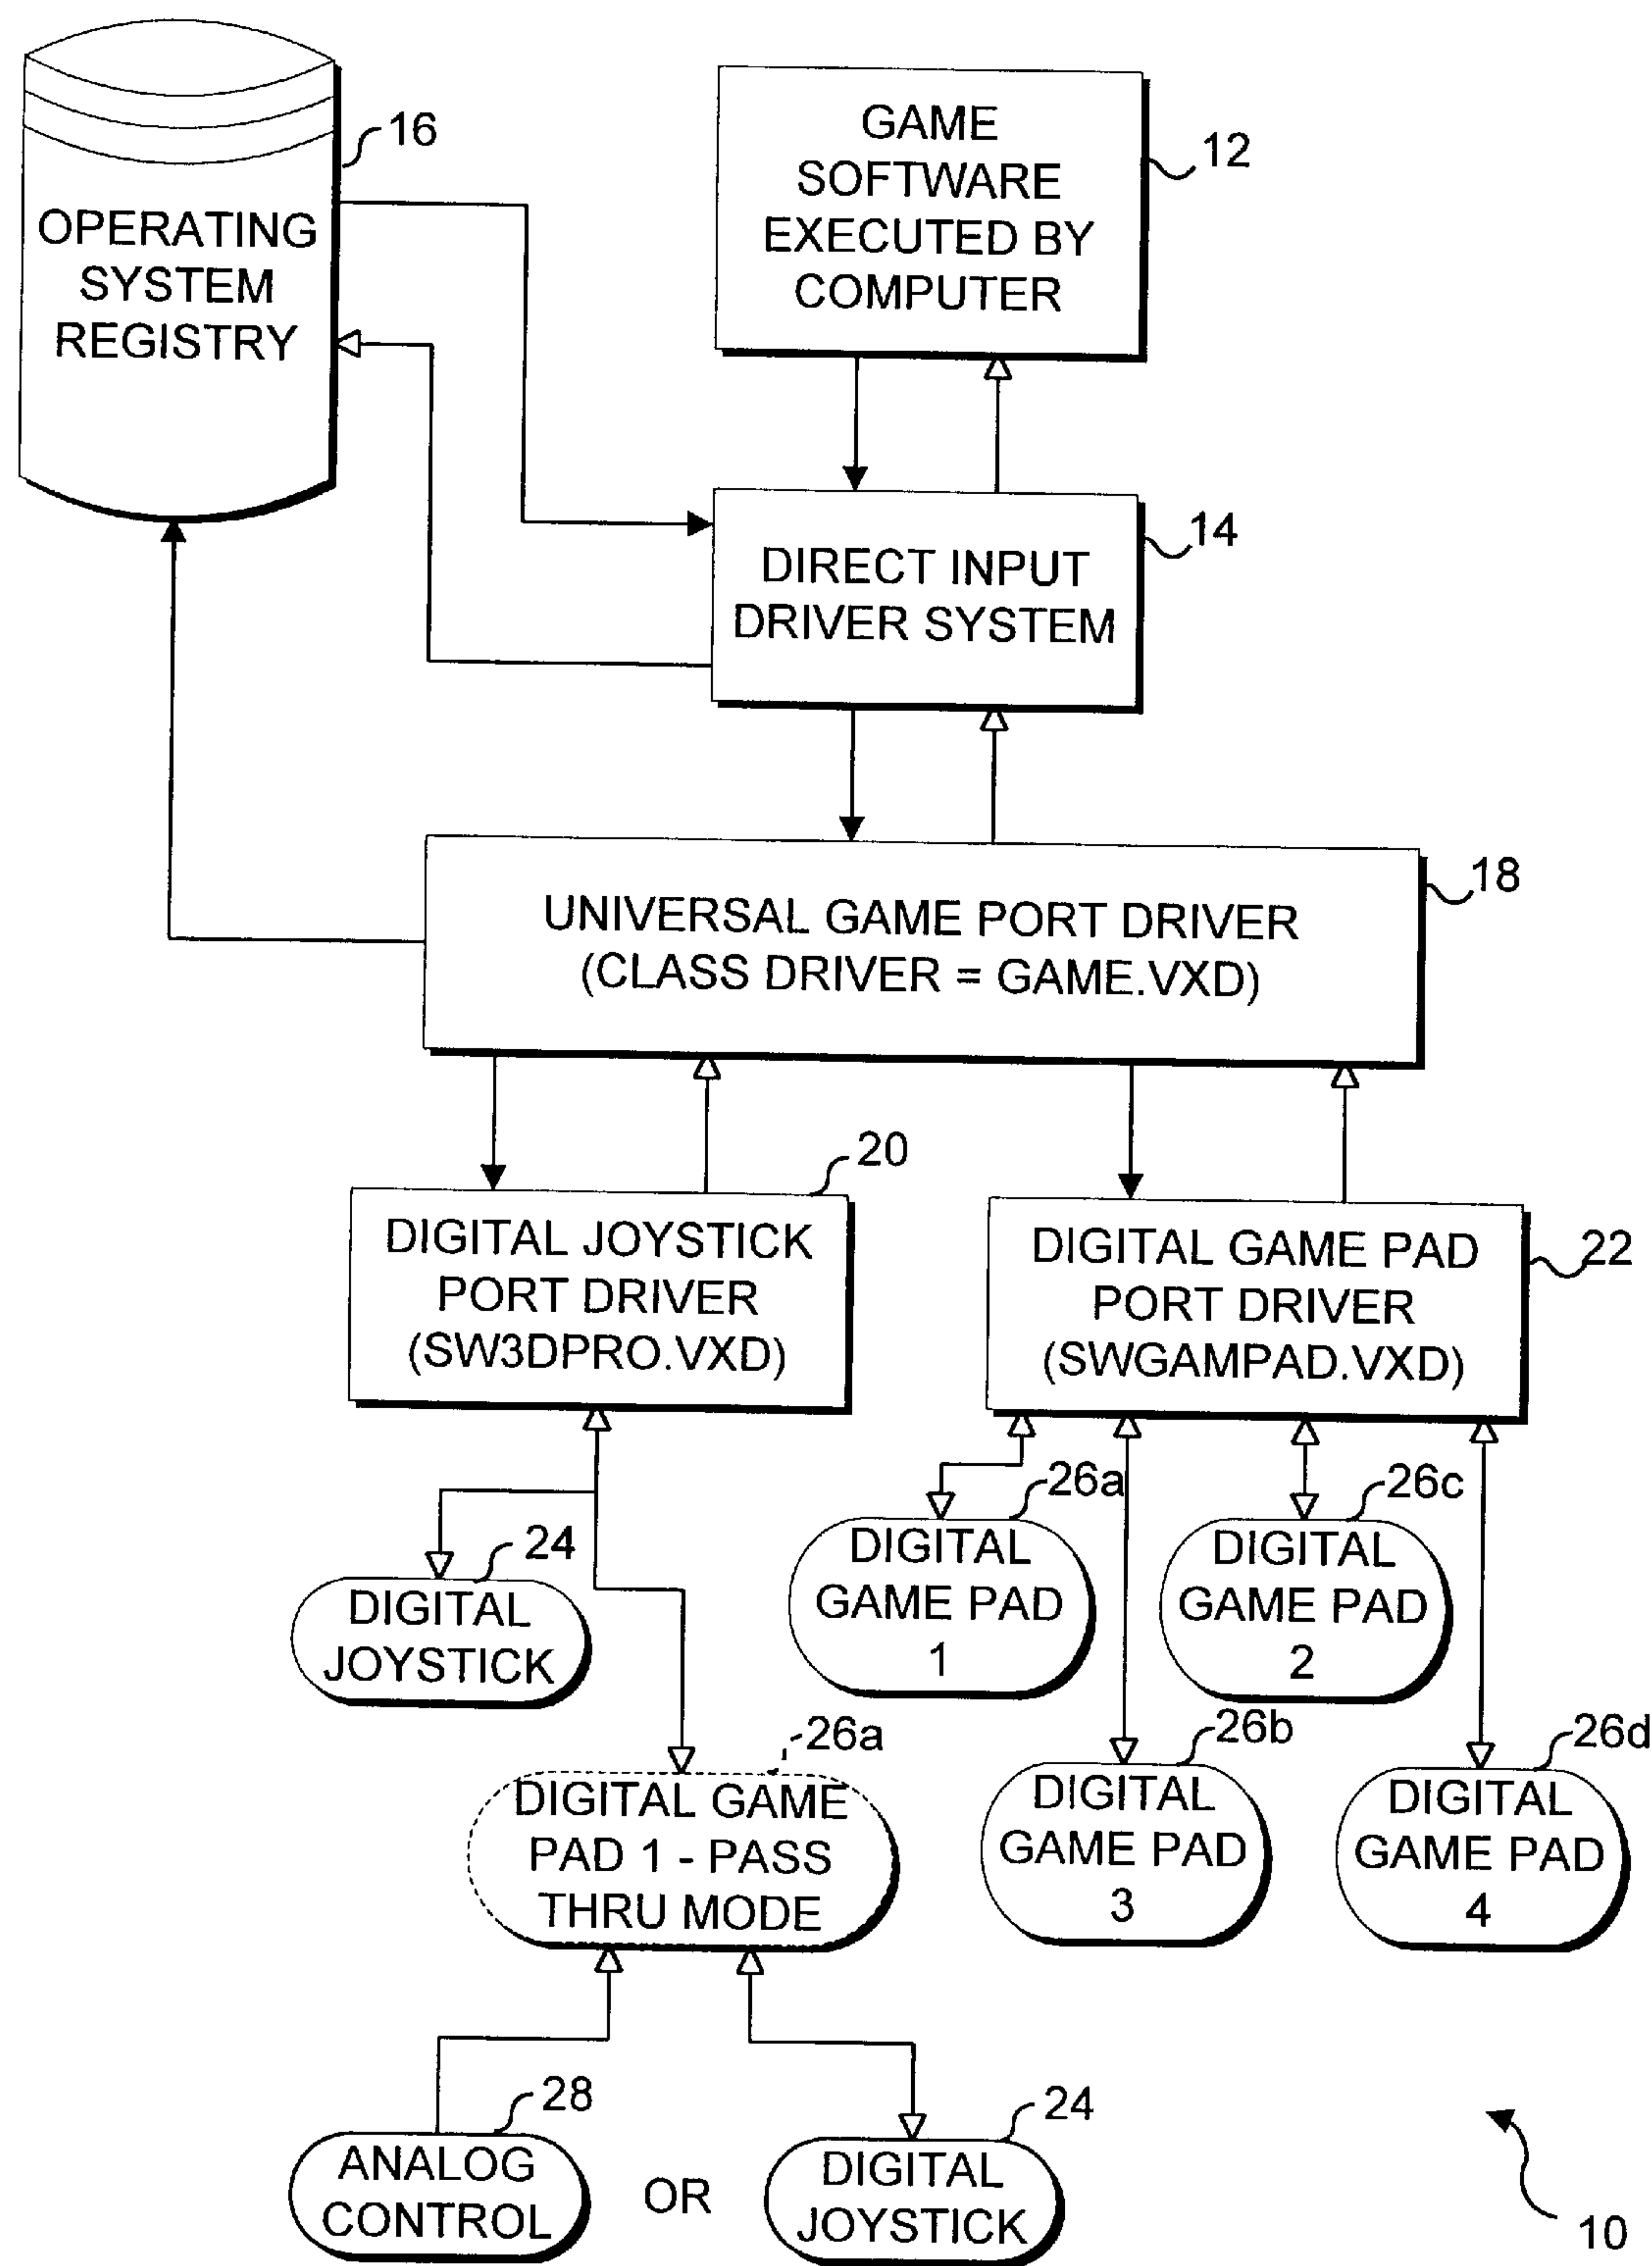 16
OPERATING
SYSTEM
REGISTRY
GAME
SOFTWARE
EXECUTED BY
COMPUTER
12
DIRECT INPUT
DRIVER SYSTEM
14
UNIVERSAL GAME PORT DRIVER
(CLASS DRIVER = GAME.VXD)
18
20
DIGITAL JOYSTICK
PORT DRIVER
(SW3DPRO.VXD)
DIGITAL GAME PAD
PORT DRIVER
(SWGAMPAD.VXD)
22
24
DIGITAL
JOYSTICK
26a
DIGITAL
GAME PAD
1
26c
DIGITAL
GAME PAD
2
26a
DIGITAL GAME
PAD 1 - PASS
THRU MODE
26b
DIGITAL
GAME PAD
3
26d
DIGITAL
GAME PAD
4
28
ANALOG
CONTROL
OR
24
DIGITAL
JOYSTICK
10